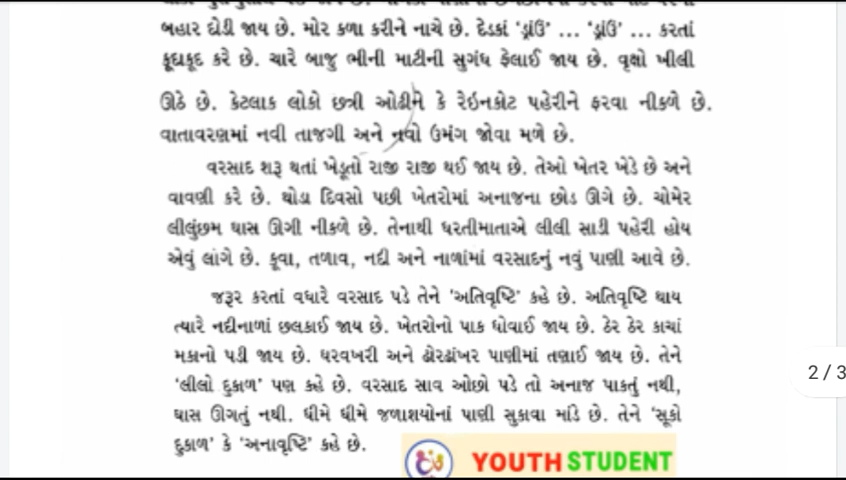 બહાર દોડી જાય છે. મોર કળા કરીને નાચે છે. દેડકાં 'ડ્રાંઉ' ... 'ડ્રાંઉ' ... કરતાં
કૂદાકૂદ કરે છે. ચારે બાજુ ભીની માટીની સુગંધ ફેલાઈ જાય છે. વૃક્ષો ખીલી
ઊઠે છે. કેટલાક લોકો છત્રી ઓઢીને કે રેઇનકોટ પહેરીને ફરવા નીકળે છે.
વાતાવરણમાં નવી તાજગી અને નવો ઉમંગ જોવા મળે છે.
વરસાદ શરૂ થતાં ખેડૂતો રાજી રાજી થઈ જાય છે. તેઓ ખેતર ખેડે છે અને
વાવણી કરે છે. થોડા દિવસો પછી ખેતરોમાં અનાજના છોડ ઊગે છે. ચોમેર
લીલુંછમ ઘાસ ઊગી નીકળે છે. તેનાથી ધરતીમાતાએ લીલી સાડી પહેરી હોય
એવું લાગે છે. કૂવા, તળાવ, નદી અને નાળાંમાં વરસાદનું નવું પાણી આવે છે.
જરૂર કરતાં વધારે વરસાદ પડે તેને 'અતિવૃષ્ટિ' કહે છે. અતિવૃષ્ટિ થાય
ત્યારે નદીનાળાં છલકાઈ જાય છે. ખેતરોનો પાક ધોવાઈ જાય છે. ઠેર ઠેર કાચાં
મકાનો પડી જાય છે. ઘરવખરી અને ઢોરઢાંખર પાણીમાં તણાઈ જાય છે. તેને
'લીલો દુકાળ' પણ કહે છે. વરસાદ સાવ ઓછો પડે તો અનાજ પાકતું નથી,
ઘાસ ઊગતું નથી. ધીમે ધીમે જળાશયોનાં પાણી સુકાવા માંડે છે. તેને 'સૂકો
દુકાળ' કે 'અનાવૃષ્ટિ' કહે છે.
YOUTH STUDENT
2 / 3